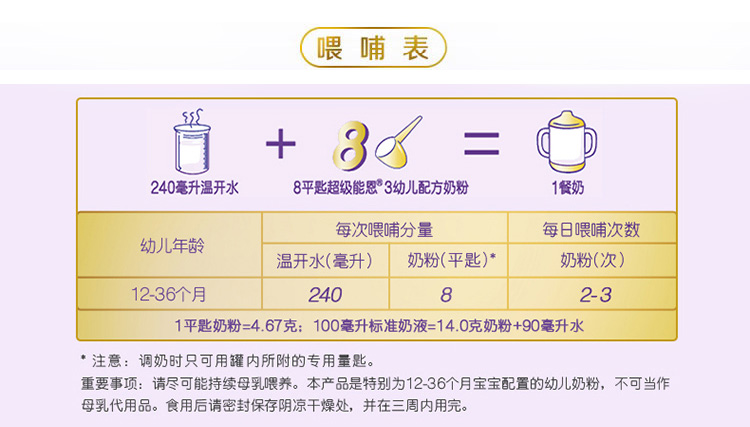 喂哺表
240毫升温开水 + 8平匙超级能恩®3幼儿配方奶粉 = 1餐奶
8
幼儿年龄 每次喂哺分量 每日喂哺次数
温开水(毫升) 奶粉(平匙)* 奶粉(次)
12-36个月 240 8 2-3
1平匙奶粉=4.67克；100毫升标准奶液=14.0克奶粉+90毫升水
* 注意：调奶时只可用罐内所附的专用量匙。
重要事项：请尽可能持续母乳喂养。本产品是特别为12-36个月宝宝配置的幼儿奶粉，不可当作
母乳代用品。食用后请密封保存阴凉干燥处，并在三周内用完。